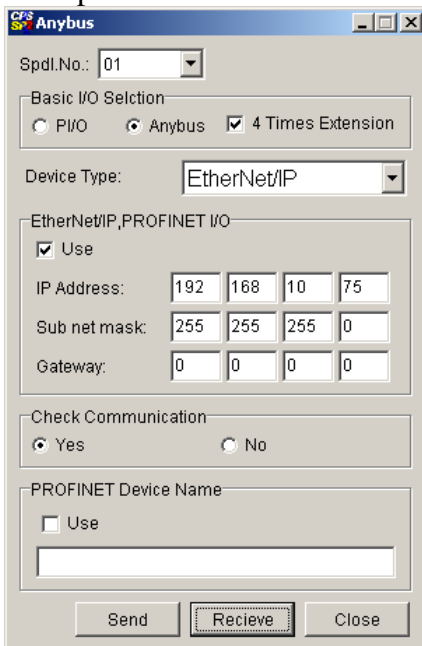 CPS SP2 Anybus
Spdl.No.: 01
Basic I/O Selction
PI/O Anybus 4 Times Extension
Device Type: EtherNet/IP
EtherNet/IP,PROFINET I/O
Use
IP Address: 192 168 10 75
Sub net mask: 255 255 255 0
Gateway: 0 0 0 0
Check Communication
Yes No
PROFINET Device Name
Use
Send Recieve Close